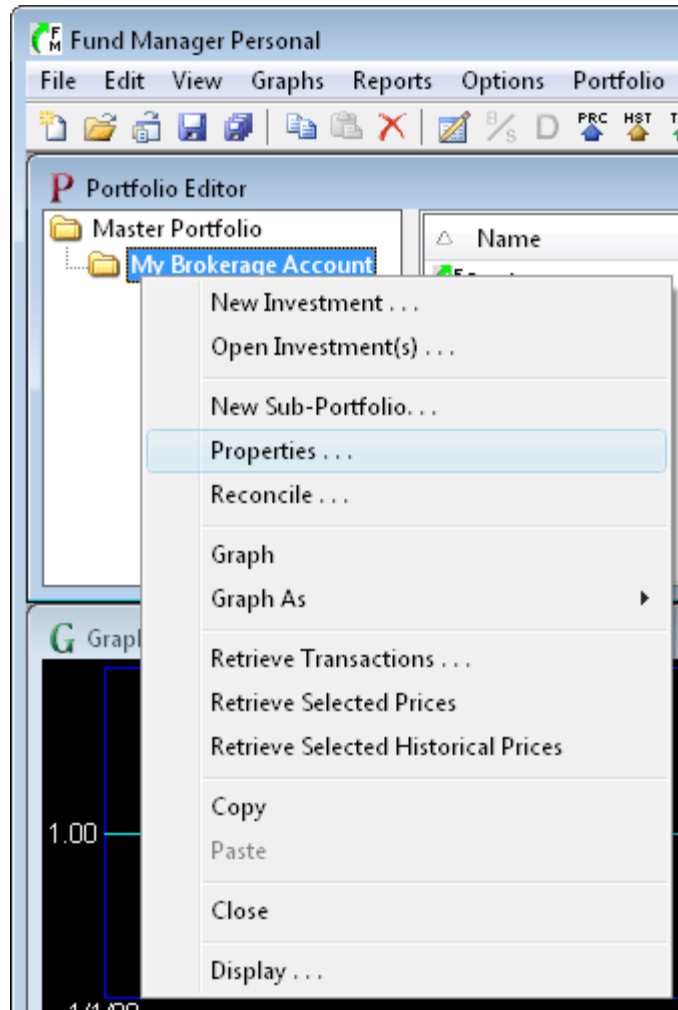 Fund Manager Personal
File Edit View Graphs Reports Options Portfolio
B/S D PRC HST
P Portfolio Editor
Master Portfolio
Name
My Brokerage Account
New Investment . . .
Open Investment(s) . . .
New Sub-Portfolio. . .
Properties . . .
Reconcile . . .
Graph
Graph As
G Grap
Retrieve Transactions . . .
Retrieve Selected Prices
Retrieve Selected Historical Prices
Copy
1.00
Paste
Close
Display . . .